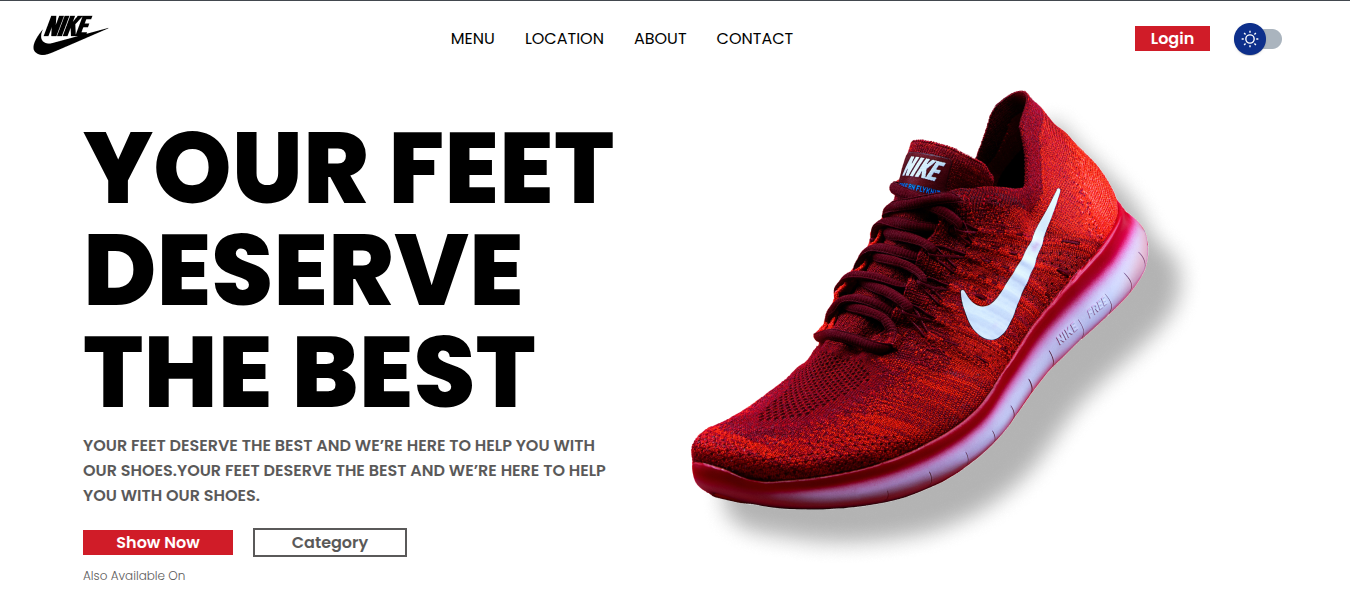 NIKE
MENU LOCATION ABOUT CONTACT
Login
YOUR FEET
DESERVE
THE BEST
YOUR FEET DESERVE THE BEST AND WE'RE HERE TO HELP YOU WITH
OUR SHOES.YOUR FEET DESERVE THE BEST AND WE'RE HERE TO HELP
YOU WITH OUR SHOES.
Show Now
Category
Also Available On
NIKE
NIKE FREE